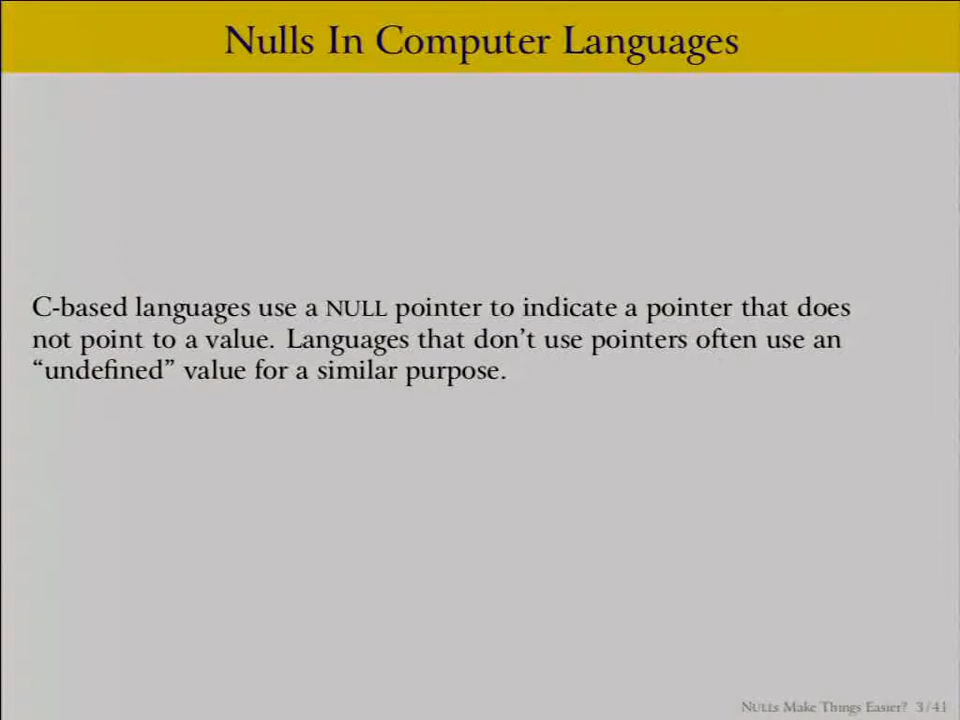 Nulls In Computer Languages
C-based languages use a NULL pointer to indicate a pointer that does
not point to a value. Languages that don't use pointers often use an
“undefined” value for a similar purpose.
NULLs Make Things Easier? 3/41